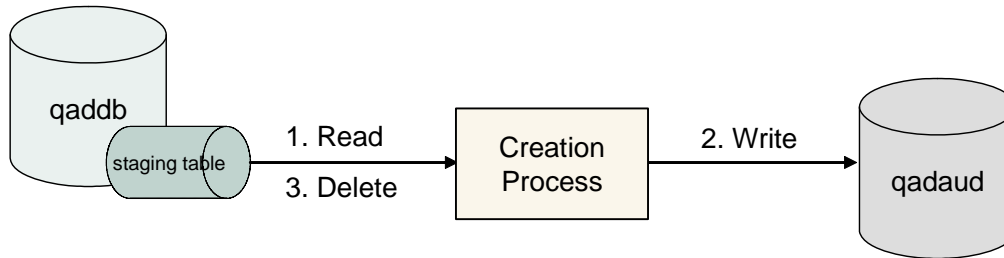 qaddb
staging table
1. Read
3. Delete
Creation
Process
2. Write
qadaud